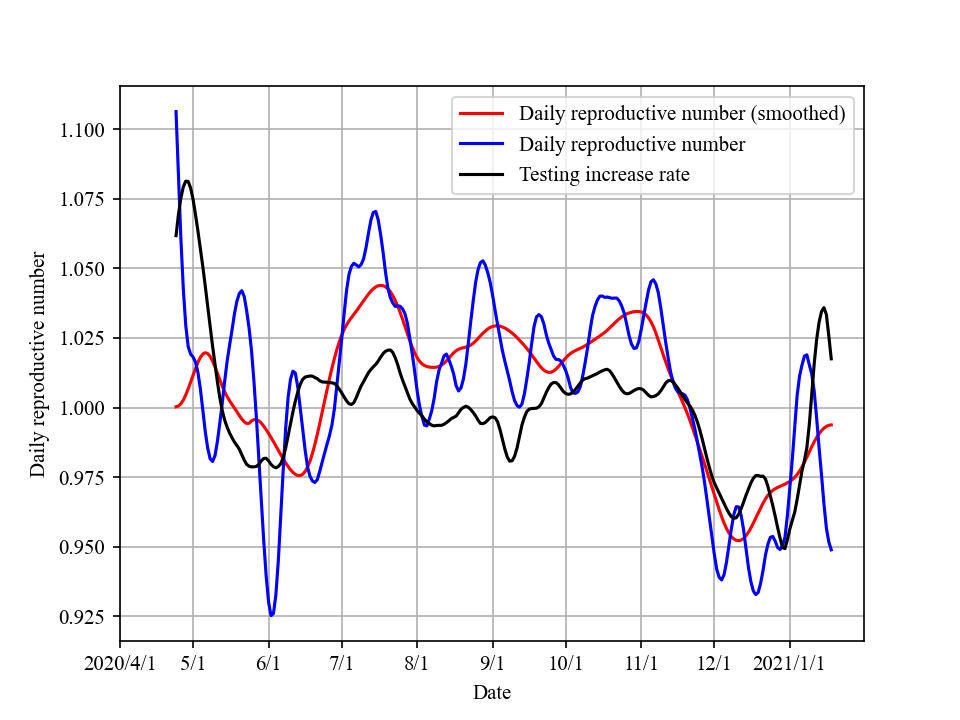 Daily reproductive number (smoothed)
Daily reproductive number
Testing increase rate
Daily reproductive number
1.100
1.075
1.050
1.025
1.000
0.975
0.950
0.925
2020/4/1 5/1 6/1 7/1 8/1 9/1 10/1 11/1 12/1 2021/1/1
Date